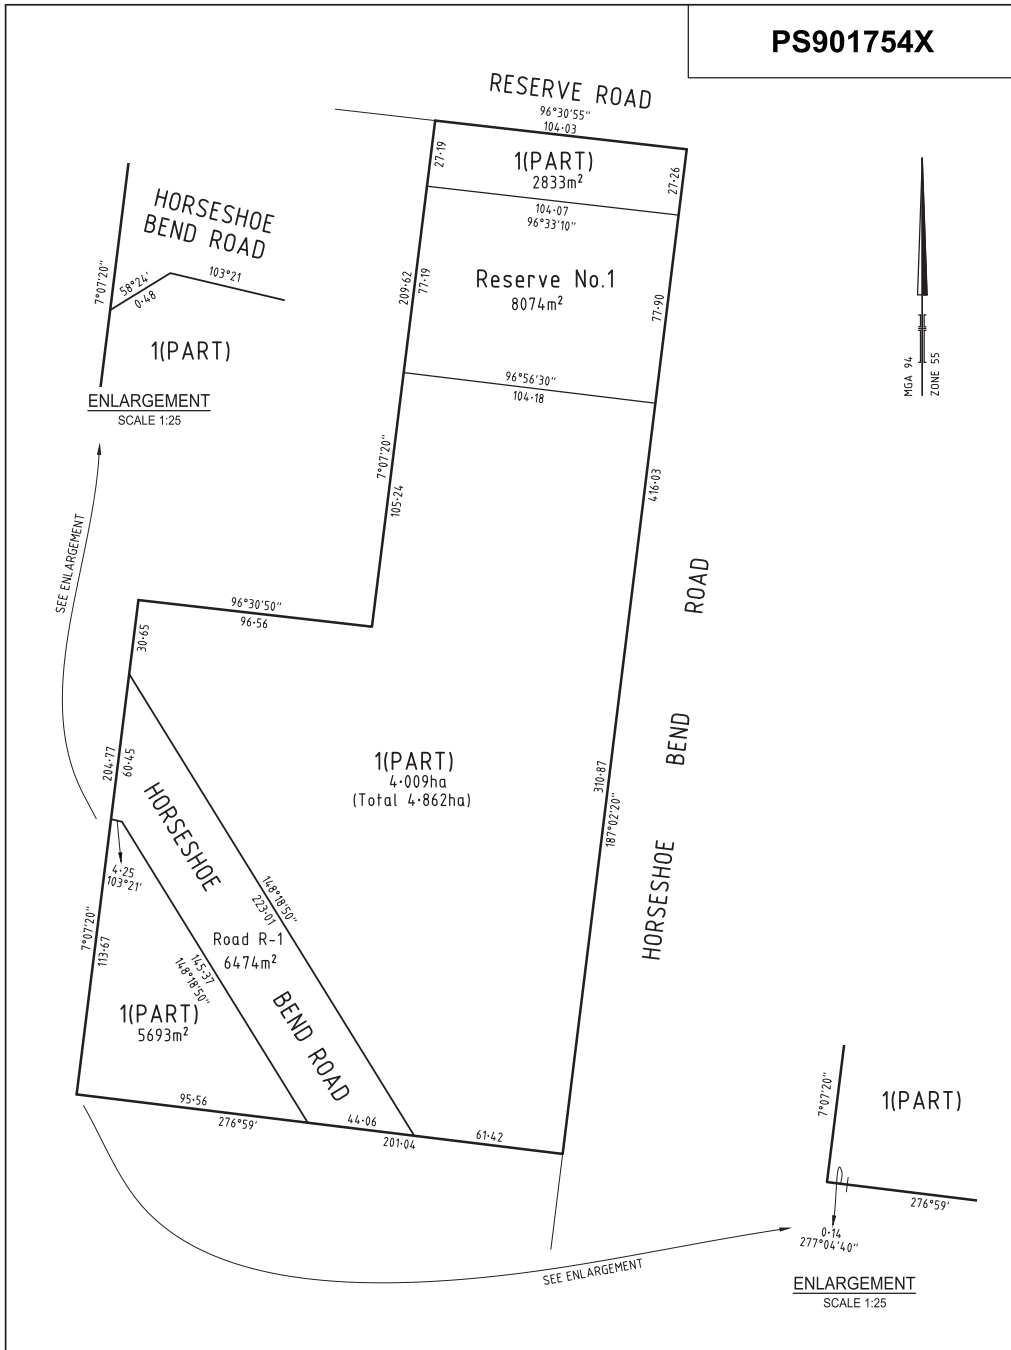 PS901754X
RESERVE ROAD
96°30'55"
104·03
27·19
1(PART)
2833m²
27·26
104·07
96°33'10"
HORSESHOE
BEND ROAD
7°07'20"
58°24'
0·48
103°21
1(PART)
ENLARGEMENT
SCALE 1:25
209·62
77·19
Reserve No.1
8074m²
77·90
96°56'30"
104·18
MGA 94
ZONE 55
7°07'20"
105·24
416·03
SEE ENLARGEMENT
96°30'50"
96·56
30·65
HORSESHOE BEND ROAD
204·77
60·45
1(PART)
4·009ha
(Total 4·862ha)
310·87
187°02'20"
HORSESHOE
BEND ROAD
4·25
103°21'
148°18'50"
223·01
Road R-1
6474m²
145·37
148°18'50"
7°07'20"
113·67
1(PART)
5693m²
95·56
276°59'
44·06
201·04
61·42
SEE ENLARGEMENT
7°07'20"
1(PART)
276°59'
0·14
277°04'40"
ENLARGEMENT
SCALE 1:25